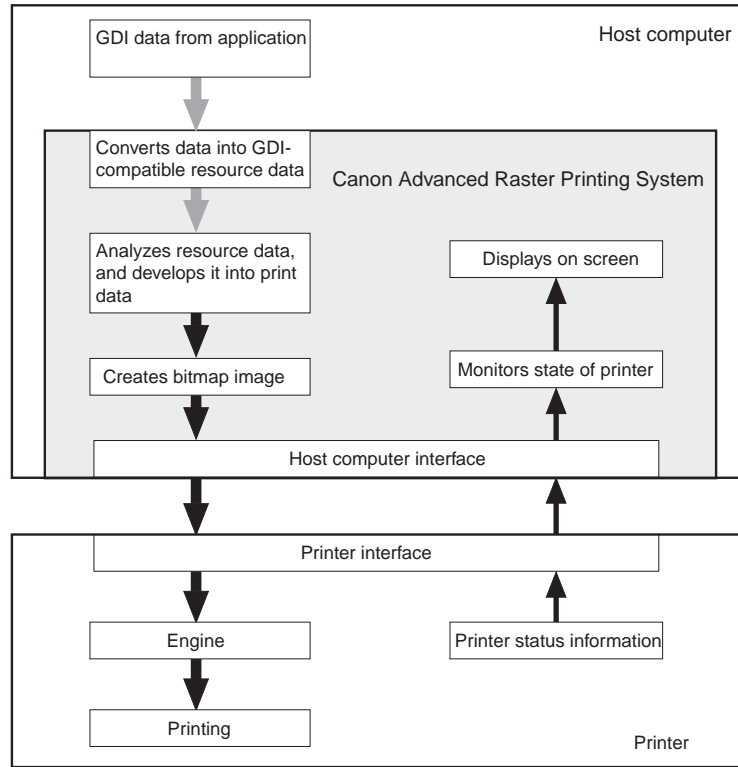 GDI data from application
Host computer
Converts data into GDI-
compatible resource data
Canon Advanced Raster Printing System
Analyzes resource data,
and develops it into print
data
Displays on screen
Creates bitmap image
Monitors state of printer
Host computer interface
Printer interface
Engine
Printer status information
Printing
Printer